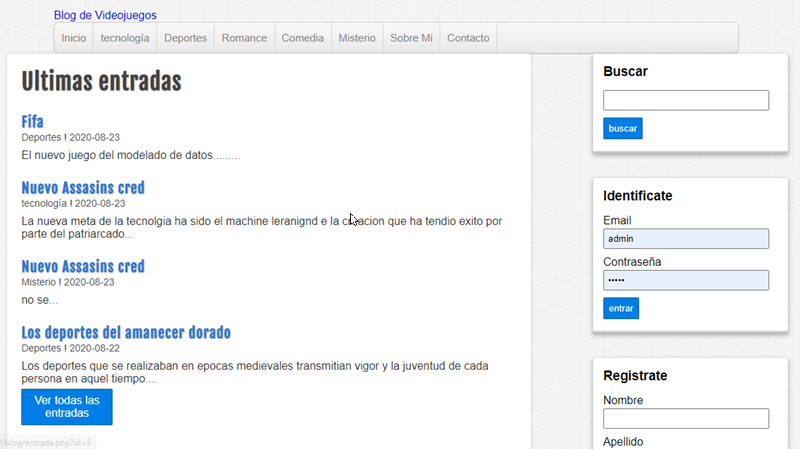 Blog de Videojuegos
Inicio tecnología Deportes Romance Comedia Misterio Sobre Mi Contacto
Ultimas entradas
Fifa
Deportes ! 2020-08-23
El nuevo juego del modelado de datos.........
Nuevo Assasins cred
tecnología ! 2020-08-23
La nueva meta de la tecnolgia ha sido el machine leranignd e la creacion que ha tendio exito por
parte del patriarcado...
Nuevo Assasins cred
Misterio ! 2020-08-23
no se...
Los deportes del amanecer dorado
Deportes ! 2020-08-22
Los deportes que se realizaban en epocas medievales transmitian vigor y la juventud de cada
persona en aquel tiempo....
Ver todas las
entradas
/blog/entrada.php?id=5
Buscar
buscar
Identificate
Email
admin
Contraseña
•••••
entrar
Registrate
Nombre
Apellido